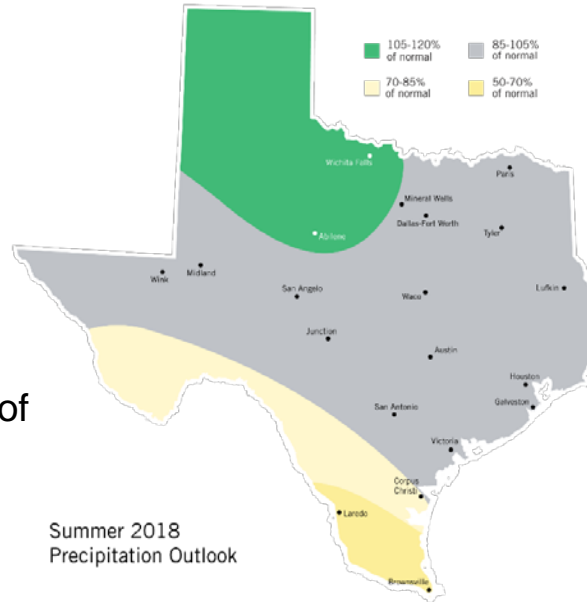 105-120%
of normal
85-105%
of normal
70-85%
of normal
50-70%
of normal
Wichita Falls
Paris
Mineral Wells
Dallas-Fort Worth
Abilene
Tyler
Midland
Wink
San Angelo
Waco
Lufkin
Junction
Austin
Houston
Galveston
San Antonio
of
Victoria
Corpus
Christi
Laredo
Summer 2018
Precipitation Outlook
Brownsville